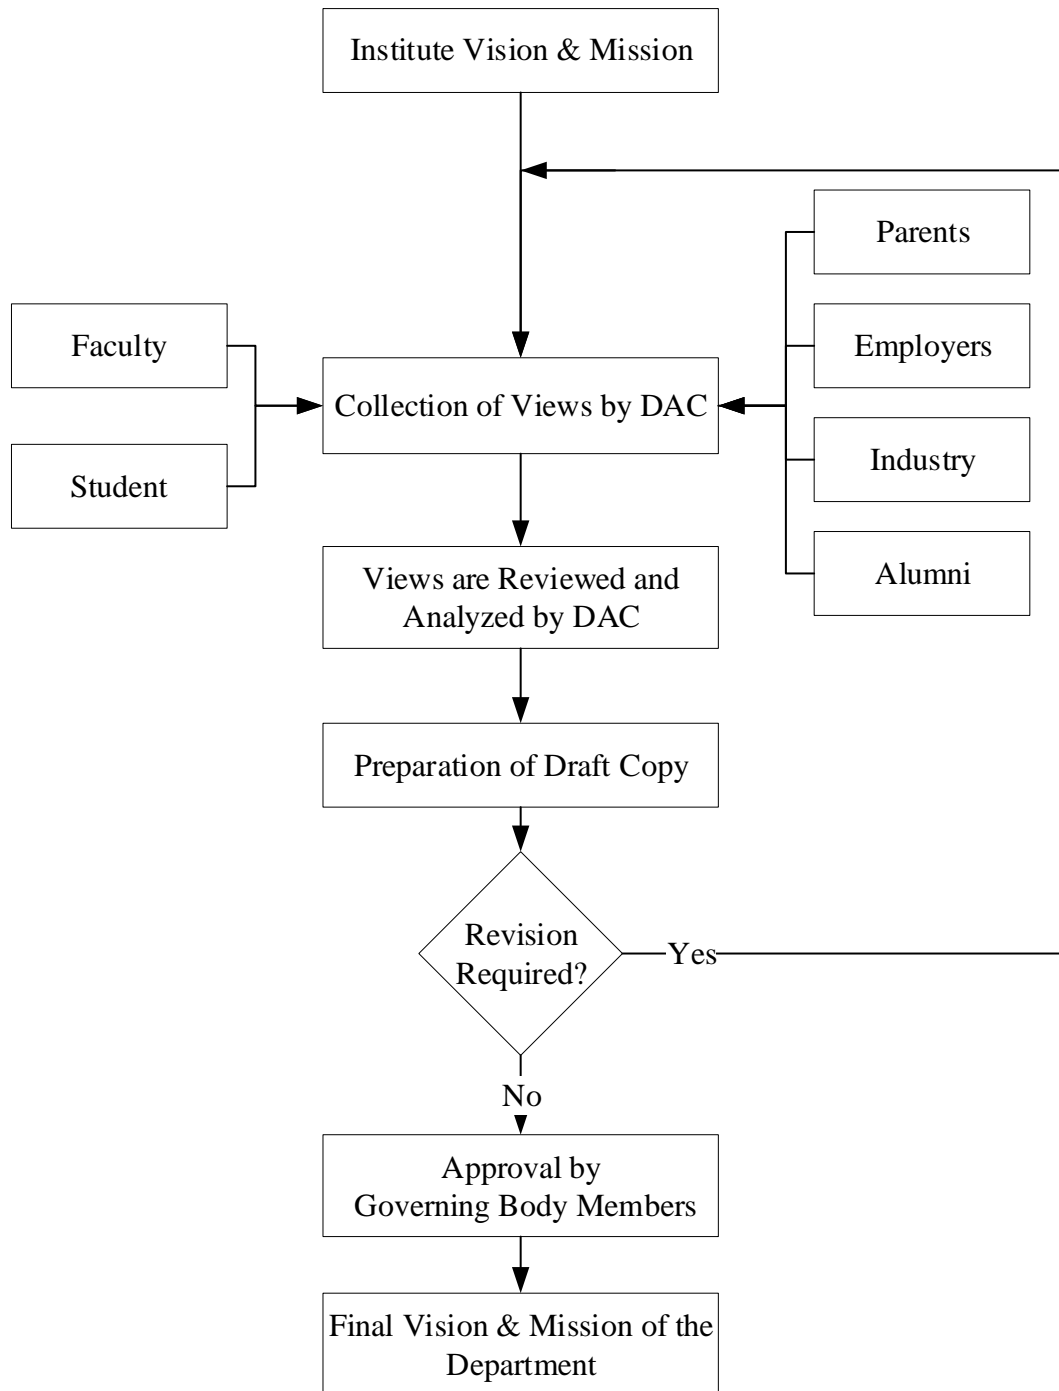 Institute Vision & Mission
Parents
Faculty
Employers
Collection of Views by DAC
Industry
Student
Alumni
Views are Reviewed and
Analyzed by DAC
Preparation of Draft Copy
Revision
Required?
Yes
No
Approval by
Governing Body Members
Final Vision & Mission of the
Department